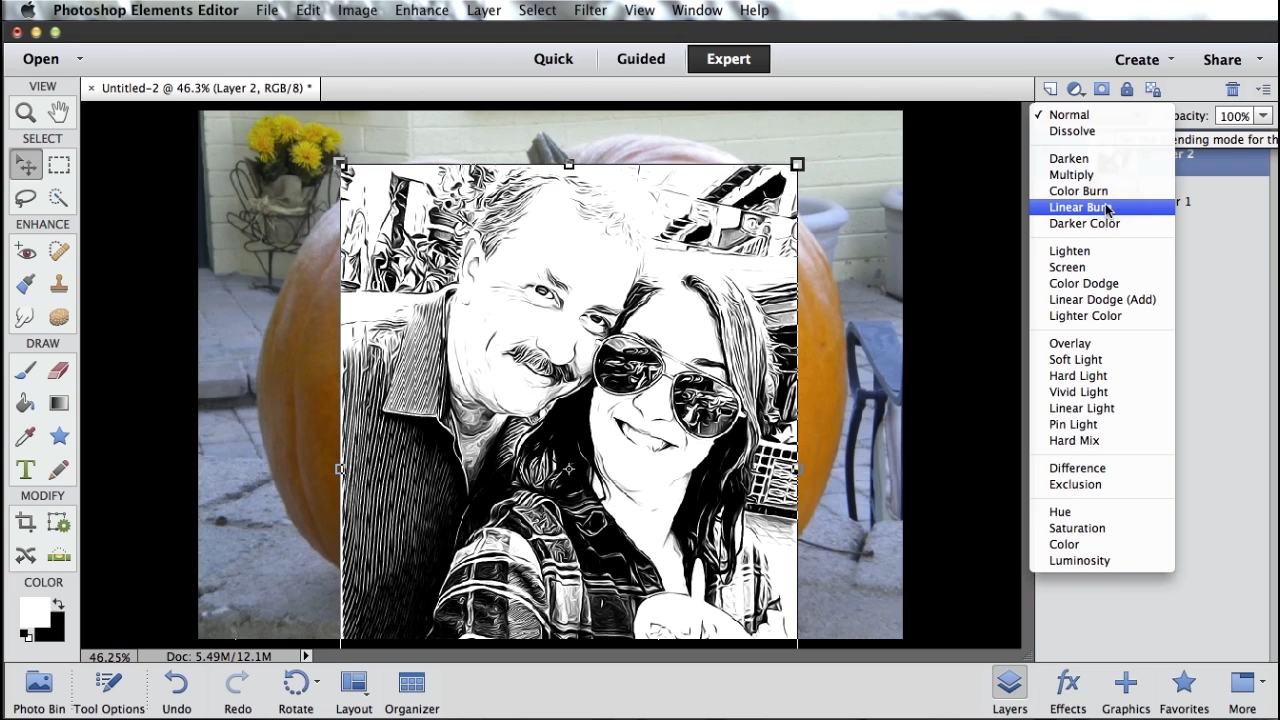 Photoshop Elements Editor File Edit Image Enhance Layer Select Filter View Window Help
Open Quick Guided Expert Create Share
× Untitled-2 @ 46.3% (Layer 2, RGB/8) *
VIEW
SELECT
ENHANCE
DRAW
T
MODIFY
COLOR
✓ Normal
pacity: 100%
Dissolve
the blending mode for th
r 2
Darken
Multiply
Color Burn
r 1
Linear Burn
Darker Color
Lighten
Screen
Color Dodge
Linear Dodge (Add)
Lighter Color
Overlay
Soft Light
Hard Light
Vivid Light
Linear Light
Pin Light
Hard Mix
Difference
Exclusion
Hue
Saturation
Color
Luminosity
46.25% Doc: 5.49M/12.1M
Photo Bin Tool Options Undo Redo Rotate Layout Organizer Layers fx Effects Graphics Favorites More